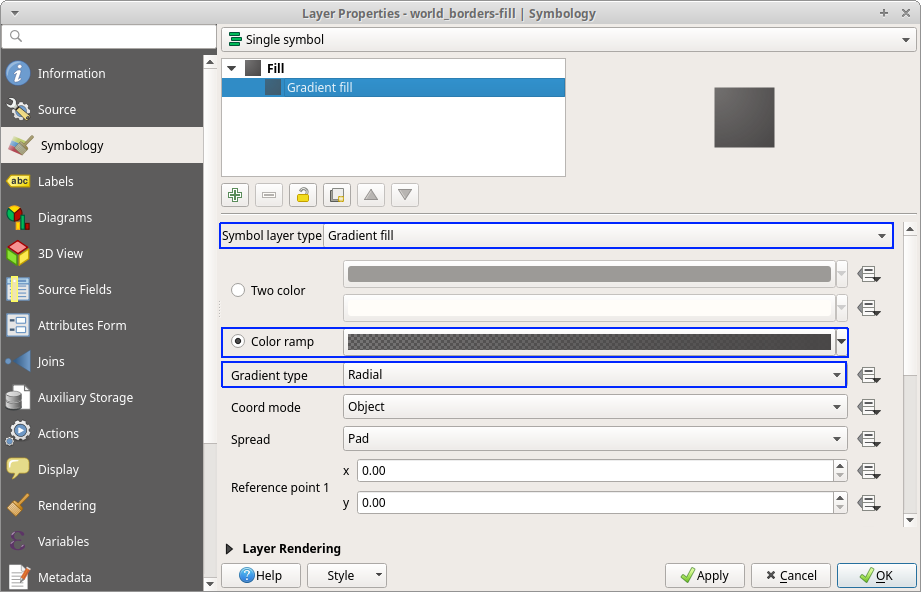 Layer Properties - world_borders-fill | Symbology
Single symbol
Information
Source
Symbology
abc Labels
Diagrams
3D View
Source Fields
Attributes Form
Joins
Auxiliary Storage
Actions
Display
Rendering
Variables
Metadata
Fill
Gradient fill
Symbol layer type Gradient fill
Two color
Color ramp
Gradient type Radial
Coord mode Object
Spread Pad
Reference point 1
x 0.00
y 0.00
Layer Rendering
Help Style Apply Cancel OK